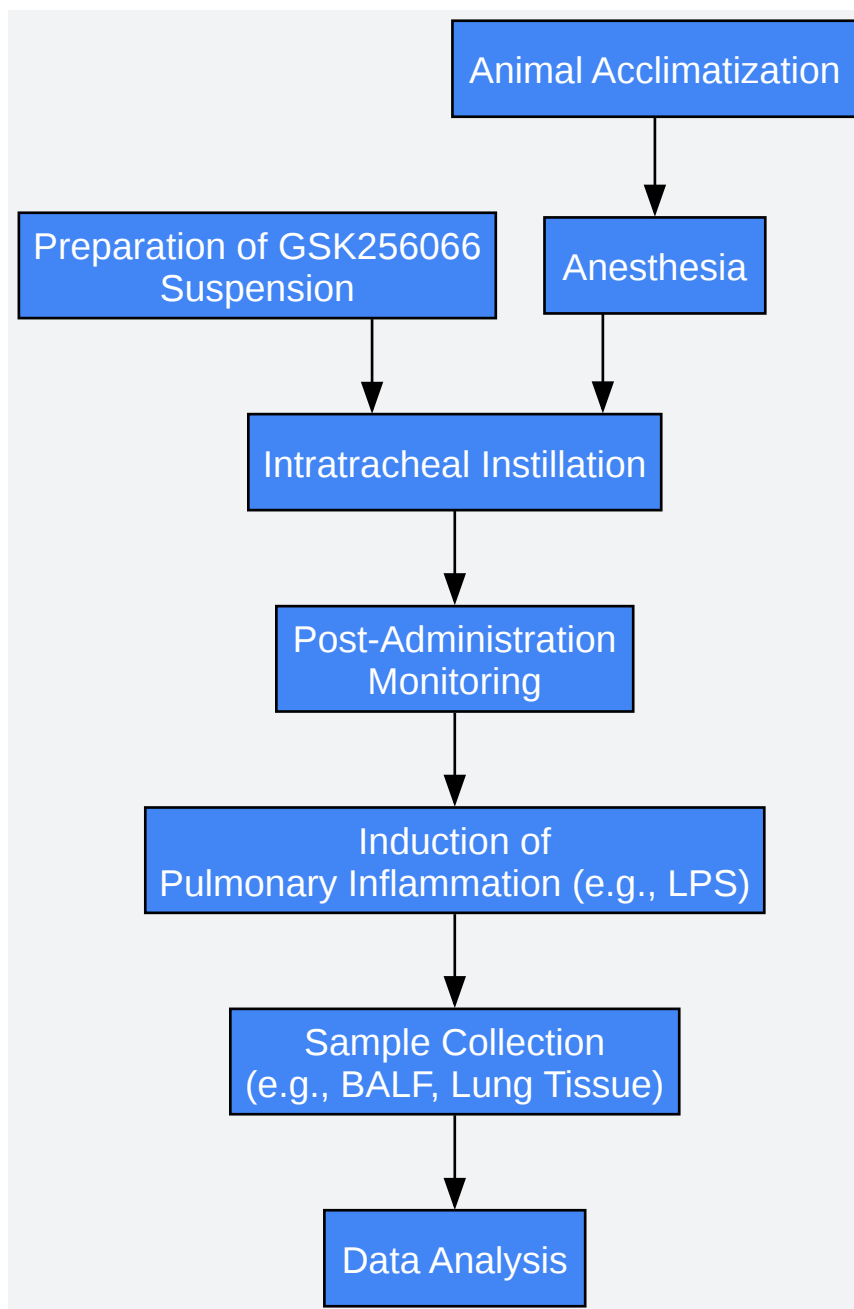 Animal Acclimatization
Preparation of GSK256066
Suspension
Anesthesia
Intratracheal Instillation
Post-Administration
Monitoring
Induction of
Pulmonary Inflammation (e.g., LPS)
Sample Collection
(e.g., BALF, Lung Tissue)
Data Analysis